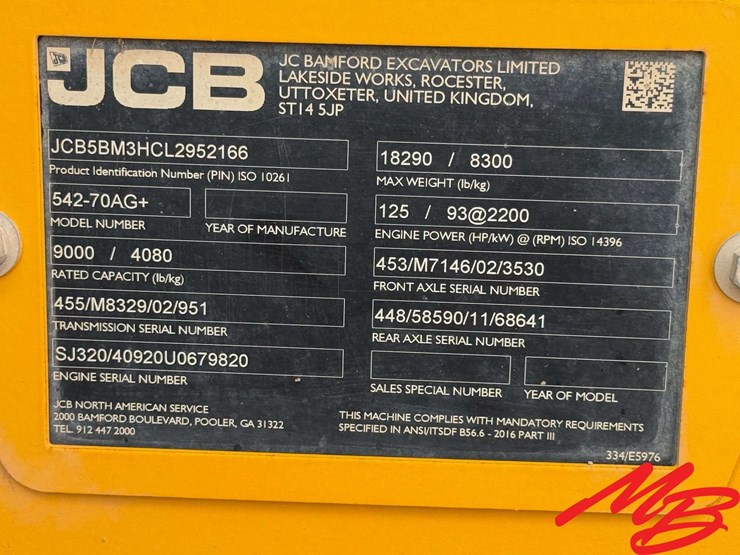 JCB
JC BAMFORD EXCAVATORS LIMITED
LAKESIDE WORKS, ROCESTER,
UTTOXETER, UNITED KINGDOM,
ST14 5JP
JCB5BM3HCL2952166
Product Identification Number (PIN) ISO 10261
542-70AG+
MODEL NUMBER
YEAR OF MANUFACTURE
9000 / 4080
RATED CAPACITY (lb/kg)
455/M8329/02/951
TRANSMISSION SERIAL NUMBER
SJ320/40920U0679820
ENGINE SERIAL NUMBER
18290 / 8300
MAX WEIGHT (lb/kg)
125 / 93@2200
ENGINE POWER (HP/kW) @ (RPM) ISO 14396
453/M7146/02/3530
FRONT AXLE SERIAL NUMBER
448/58590/11/68641
REAR AXLE SERIAL NUMBER
SALES SPECIAL NUMBER
YEAR OF MODEL
JCB NORTH AMERICAN SERVICE
2000 BAMFORD BOULEVARD, POOLER, GA 31322
TEL. 912 447 2000
THIS MACHINE COMPLIES WITH MANDATORY REQUIREMENTS
SPECIFIED IN ANSI/ITSDF B56.6 - 2016 PART III
334/E5976
MB